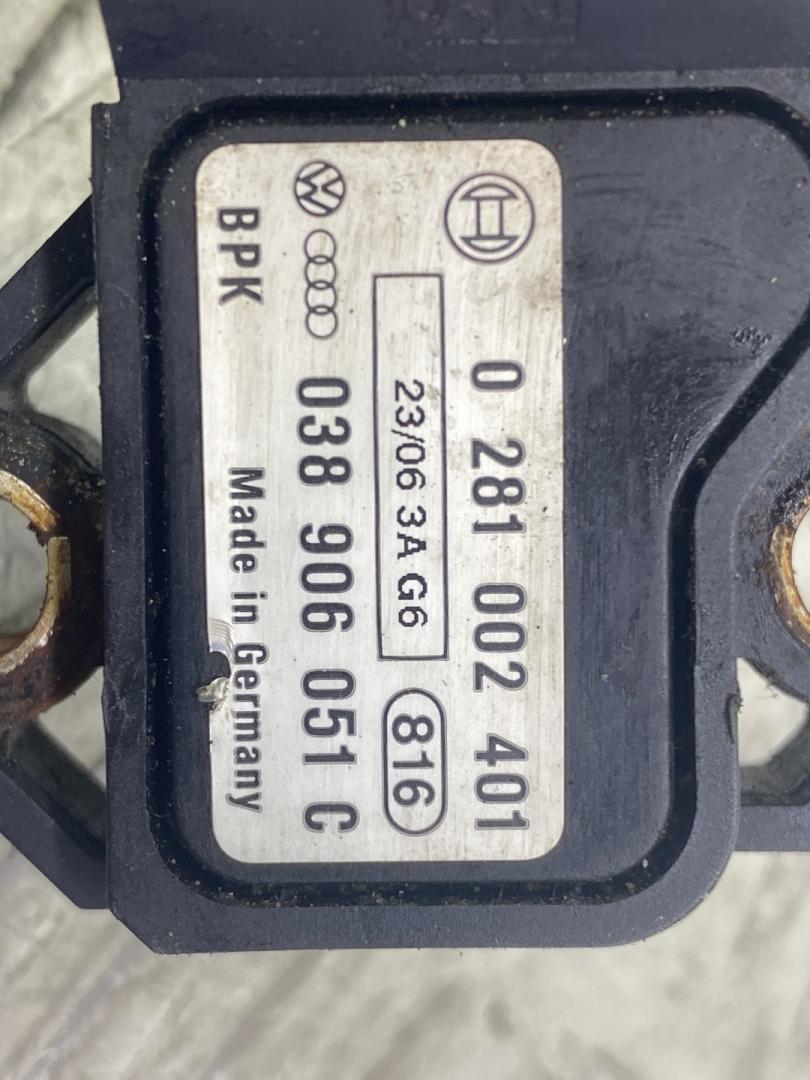 0 281 002 401
23/06 3A G6 816
038 906 051 C
BPK Made in Germany